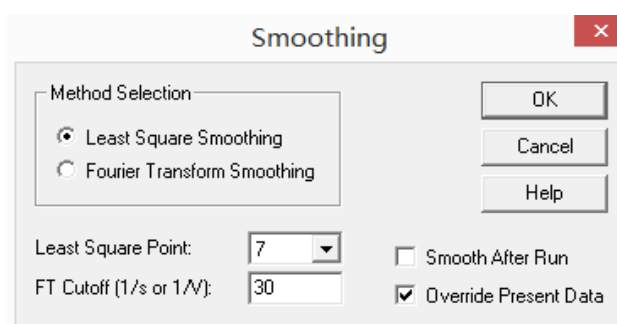 Smoothing
Method Selection
Least Square Smoothing
Fourier Transform Smoothing
OK
Cancel
Help
Least Square Point: 7
FT Cutoff (1/s or 1/V): 30
Smooth After Run
Override Present Data